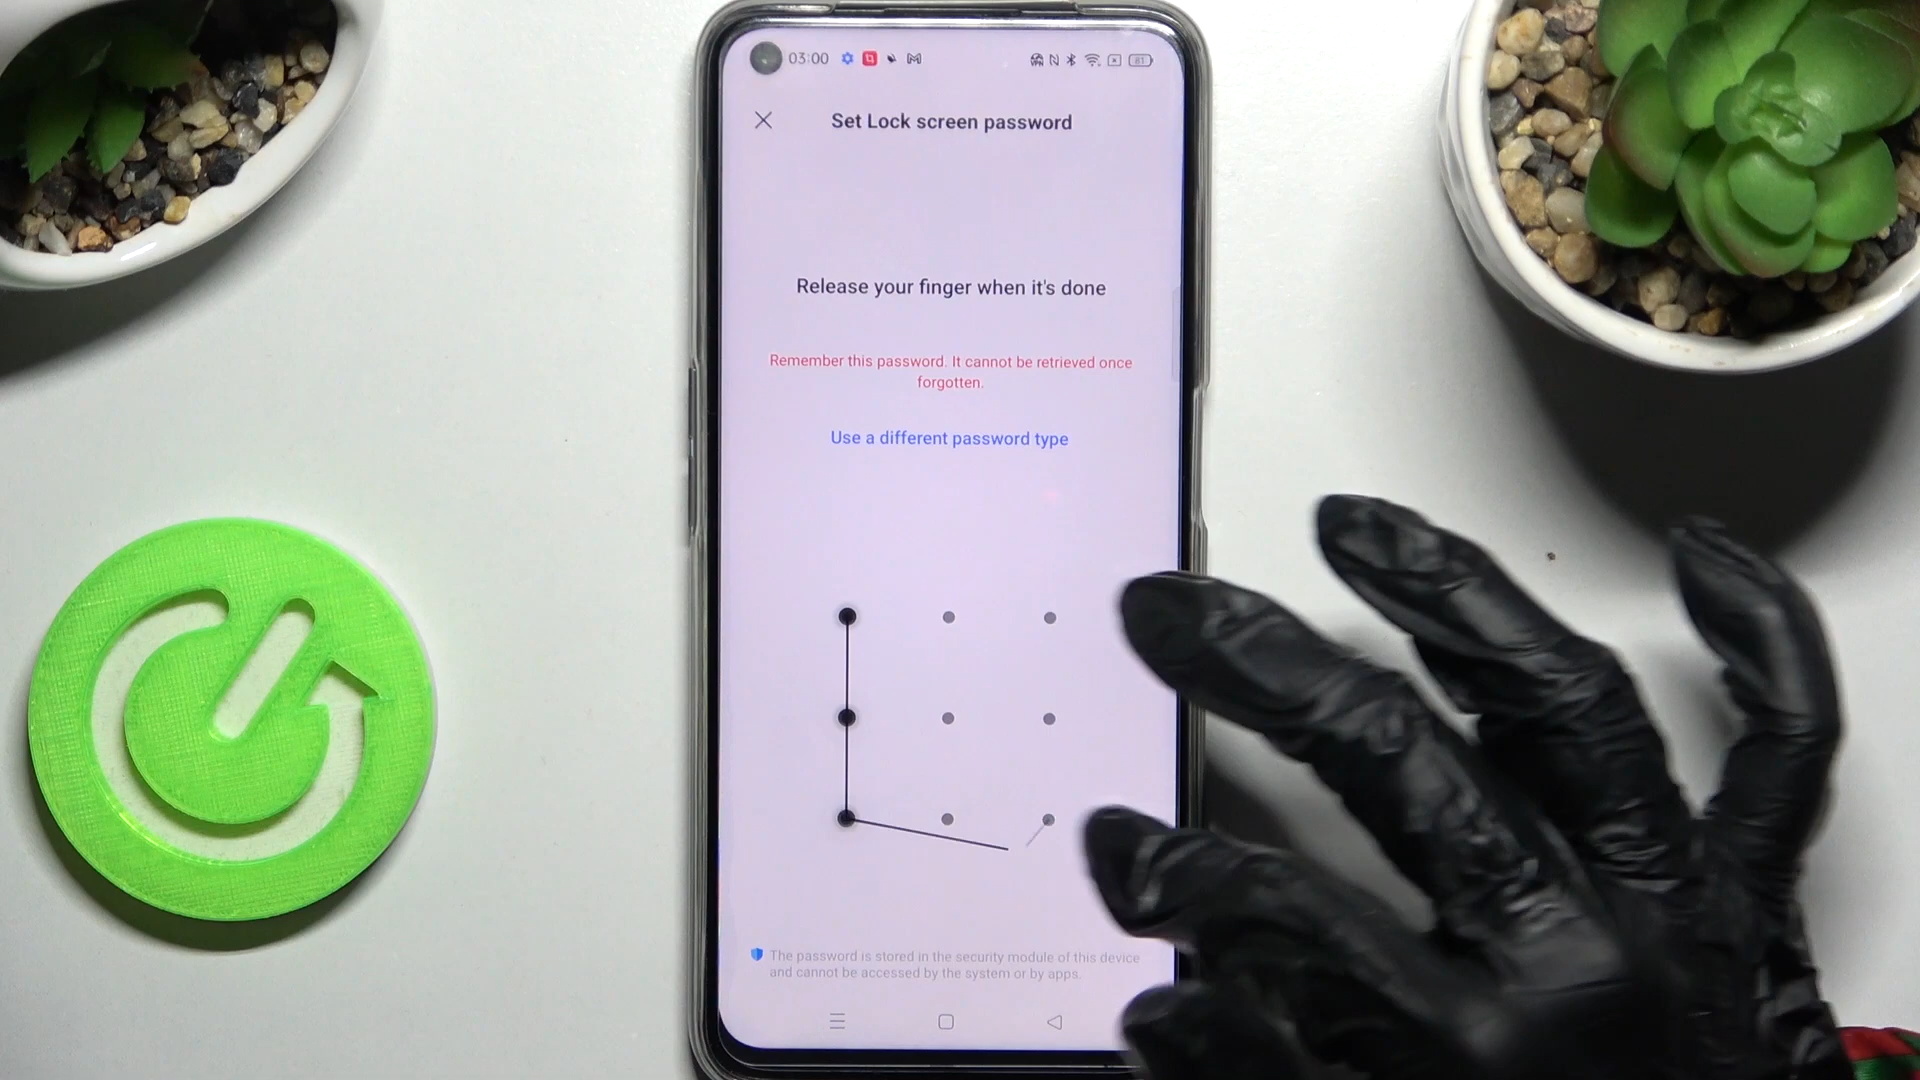 03:00
81
Set Lock screen password
Release your finger when it's done
Remember this password. It cannot be retrieved once
forgotten.
Use a different password type
The password is stored in the security module of this device
and cannot be accessed by the system or by apps.